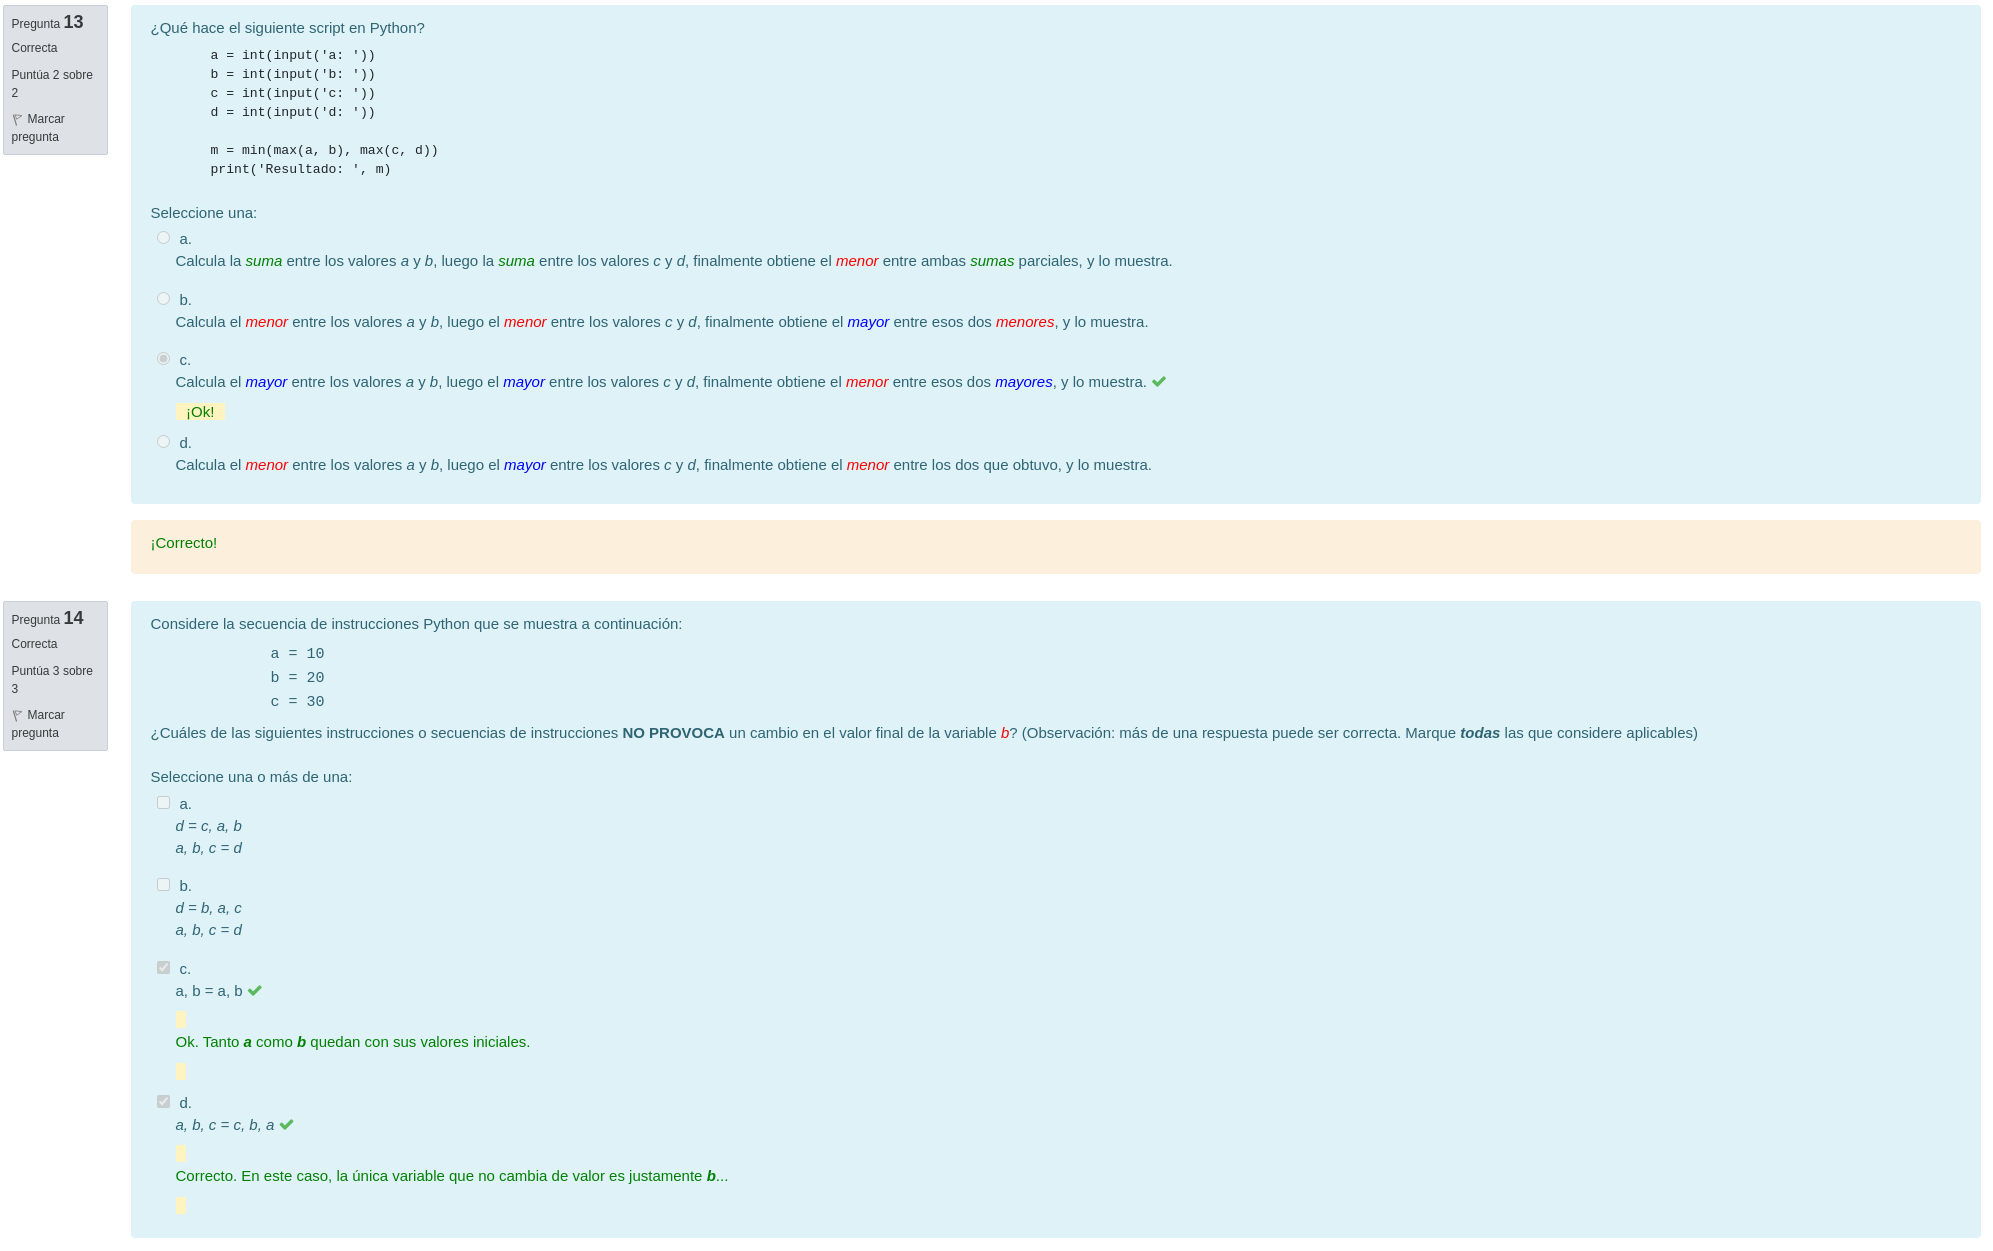 Pregunta 13
Correcta
Puntúa 2 sobre
2
Marcar
pregunta
¿Qué hace el siguiente script en Python?
a = int(input('a: '))
b = int(input('b: '))
c = int(input('c: '))
d = int(input('d: '))
m = min(max(a, b), max(c, d))
print('Resultado: ', m)
Seleccione una:
a.
Calcula la suma entre los valores a y b, luego la suma entre los valores c y d, finalmente obtiene el menor entre ambas sumas parciales, y lo muestra.
b.
Calcula el menor entre los valores a y b, luego el menor entre los valores c y d, finalmente obtiene el mayor entre esos dos menores, y lo muestra.
c.
Calcula el mayor entre los valores a y b, luego el mayor entre los valores c y d, finalmente obtiene el menor entre esos dos mayores, y lo muestra.
¡Ok!
d.
Calcula el menor entre los valores a y b, luego el mayor entre los valores c y d, finalmente obtiene el menor entre los dos que obtuvo, y lo muestra.
¡Correcto!
Pregunta 14
Correcta
Puntúa 3 sobre
3
Marcar
pregunta
Considere la secuencia de instrucciones Python que se muestra a continuación:
a = 10
b = 20
c = 30
¿Cuáles de las siguientes instrucciones o secuencias de instrucciones NO PROVOCA un cambio en el valor final de la variable b? (Observación: más de una respuesta puede ser correcta. Marque todas las que considere aplicables)
Seleccione una o más de una:
a.
d = c, a, b
a, b, c = d
b.
d = b, a, c
a, b, c = d
c.
a, b = a, b
Ok. Tanto a como b quedan con sus valores iniciales.
d.
a, b, c = c, b, a
Correcto. En este caso, la única variable que no cambia de valor es justamente b...